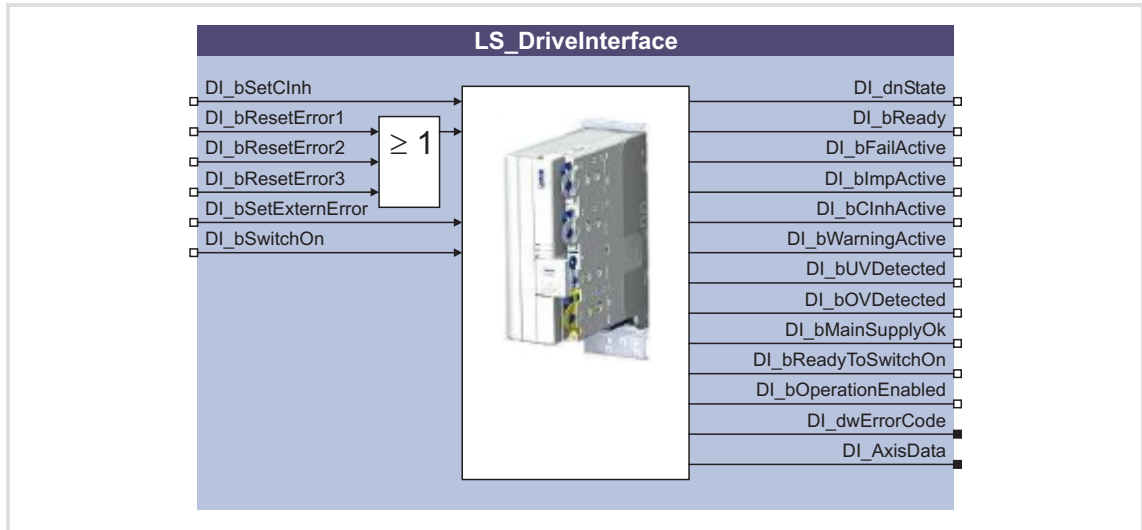 LS_DriveInterface
DI_bSetCInh
DI_bResetError1
DI_bResetError2
DI_bResetError3
DI_bSetExternError
DI_bSwitchOn
≥ 1
DI_dnState
DI_bReady
DI_bFailActive
DI_bImpActive
DI_bCInhActive
DI_bWarningActive
DI_bUVDetected
DI_bOVDetected
DI_bMainSupplyOk
DI_bReadyToSwitchOn
DI_bOperationEnabled
DI_dwErrorCode
DI_AxisData